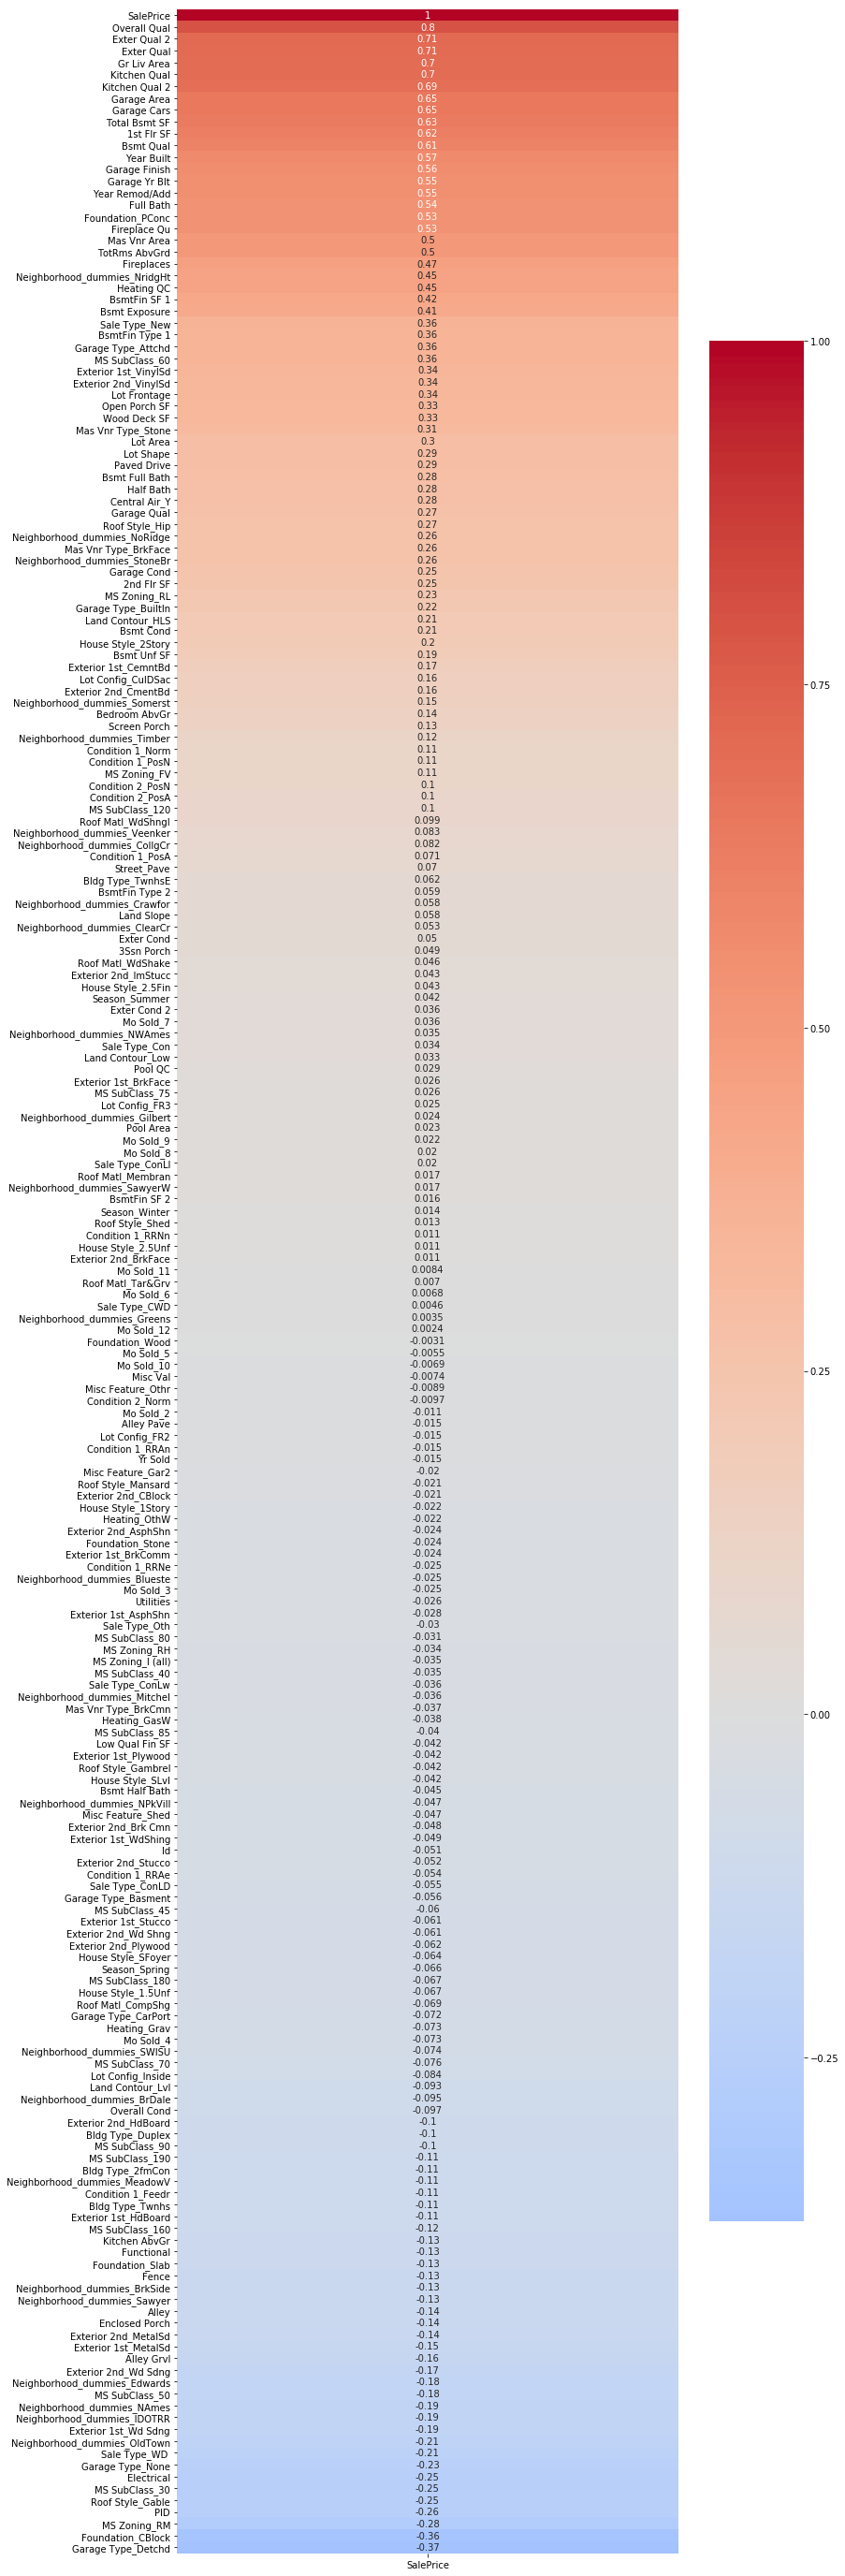 SalePrice 1
Overall Qual 0.8
Exter Qual 2 0.71
Exter Qual 0.71
Gr Liv Area 0.7
Kitchen Qual 0.7
Kitchen Qual 2 0.69
Garage Area 0.65
Garage Cars 0.65
Total Bsmt SF 0.63
1st Flr SF 0.62
Bsmt Qual 0.61
Year Built 0.57
Garage Finish 0.56
Garage Yr Blt 0.55
Year Remod/Add 0.55
Full Bath 0.54
Foundation_PConc 0.53
Fireplace Qu 0.53
Mas Vnr Area 0.5
TotRms AbvGrd 0.5
Fireplaces 0.47
Neighborhood_dummies_NridgHt 0.45
Heating QC 0.45
BsmtFin SF 1 0.42
Bsmt Exposure 0.41
Sale Type_New 0.36
BsmtFin Type 1 0.36
Garage Type_Attchd 0.36
MS SubClass_60 0.36
Exterior 1st_VinylSd 0.34
Exterior 2nd_VinylSd 0.34
Lot Frontage 0.34
Open Porch SF 0.33
Wood Deck SF 0.33
Mas Vnr Type_Stone 0.31
Lot Area 0.3
Lot Shape 0.29
Paved Drive 0.29
Bsmt Full Bath 0.28
Half Bath 0.28
Central Air_Y 0.28
Garage Qual 0.27
Roof Style_Hip 0.27
Neighborhood_dummies_NoRidge 0.26
Mas Vnr Type_BrkFace 0.26
Neighborhood_dummies_StoneBr 0.26
Garage Cond 0.25
2nd Flr SF 0.25
MS Zoning_RL 0.23
Garage Type_BuiltIn 0.22
Land Contour_HLS 0.21
Bsmt Cond 0.21
House Style_2Story 0.2
Bsmt Unf SF 0.19
Exterior 1st_CemntBd 0.17
Lot Config_CulDSac 0.16
Exterior 2nd_CmentBd 0.16
Neighborhood_dummies_Somerst 0.15
Bedroom AbvGr 0.14
Screen Porch 0.13
Neighborhood_dummies_Timber 0.12
Condition 1_Norm 0.11
Condition 1_PosN 0.11
MS Zoning_FV 0.11
Condition 2_PosN 0.1
Condition 2_PosA 0.1
MS SubClass_120 0.1
Roof Matl_WdShngl 0.099
Neighborhood_dummies_Veenker 0.083
Neighborhood_dummies_CollgCr 0.082
Condition 1_PosA 0.071
Street_Pave 0.07
Bldg Type_TwnhsE 0.062
BsmtFin Type 2 0.059
Neighborhood_dummies_Crawfor 0.058
Land Slope 0.058
Neighborhood_dummies_ClearCr 0.053
Exter Cond 0.05
3Ssn Porch 0.049
Roof Matl_WdShake 0.046
Exterior 2nd_ImStucc 0.043
House Style_2.5Fin 0.043
Season_Summer 0.042
Exter Cond 2 0.036
Mo Sold_7 0.036
Neighborhood_dummies_NWAmes 0.035
Sale Type_Con 0.034
Land Contour_Low 0.033
Pool QC 0.029
Exterior 1st_BrkFace 0.026
MS SubClass_75 0.026
Lot Config_FR3 0.025
Neighborhood_dummies_Gilbert 0.024
Pool Area 0.023
Mo Sold_9 0.022
Mo Sold_8 0.02
Sale Type_ConLI 0.02
Roof Matl_Membran 0.017
Neighborhood_dummies_SawyerW 0.017
BsmtFin SF 2 0.016
Season_Winter 0.014
Roof Style_Shed 0.013
Condition 1_RRNn 0.011
House Style_2.5Unf 0.011
Exterior 2nd_BrkFace 0.011
Mo Sold_11 0.0084
Roof Matl_Tar&Grv 0.007
Mo Sold_6 0.0068
Sale Type_CWD 0.0046
Neighborhood_dummies_Greens 0.0035
Mo Sold_12 0.0024
Foundation_Wood -0.0031
Mo Sold_5 -0.0055
Mo Sold_10 -0.0069
Misc Val -0.0074
Misc Feature_Othr -0.0089
Condition 2_Norm -0.0097
Mo Sold_2 -0.011
Alley Pave -0.015
Lot Config_FR2 -0.015
Condition 1_RRAn -0.015
Yr Sold -0.015
Misc Feature_Gar2 -0.02
Roof Style_Mansard -0.021
Exterior 2nd_CBlock -0.021
House Style_1Story -0.022
Heating_OthW -0.022
Exterior 2nd_AsphShn -0.024
Foundation_Stone -0.024
Exterior 1st_BrkComm -0.024
Condition 1_RRNe -0.025
Neighborhood_dummies_Blueste -0.025
Mo Sold_3 -0.025
Utilities -0.026
Exterior 1st_AsphShn -0.028
Sale Type_Oth -0.03
MS SubClass_80 -0.031
MS Zoning_RH -0.034
MS Zoning_I (all) -0.035
MS SubClass_40 -0.035
Sale Type_ConLw -0.036
Neighborhood_dummies_Mitchel -0.036
Mas Vnr Type_BrkCmn -0.037
Heating_GasW -0.038
MS SubClass_85 -0.04
Low Qual Fin SF -0.042
Exterior 1st_Plywood -0.042
Roof Style_Gambrel -0.042
House Style_SLvl -0.042
Bsmt Half Bath -0.045
Neighborhood_dummies_NPkVill -0.047
Misc Feature_Shed -0.047
Exterior 2nd_Brk Cmn -0.048
Exterior 1st_WdShing -0.049
Id -0.051
Exterior 2nd_Stucco -0.052
Condition 1_RRAe -0.054
Sale Type_ConLD -0.055
Garage Type_Basment -0.056
MS SubClass_45 -0.06
Exterior 1st_Stucco -0.061
Exterior 2nd_Wd Shng -0.061
Exterior 2nd_Plywood -0.062
House Style_SFoyer -0.064
Season_Spring -0.066
MS SubClass_180 -0.067
House Style_1.5Unf -0.067
Roof Matl_CompShg -0.069
Garage Type_CarPort -0.072
Heating_Grav -0.073
Mo Sold_4 -0.073
Neighborhood_dummies_SWISU -0.074
MS SubClass_70 -0.076
Lot Config_Inside -0.084
Land Contour_Lvl -0.093
Neighborhood_dummies_BrDale -0.095
Overall Cond -0.097
Exterior 2nd_HdBoard -0.1
Bldg Type_Duplex -0.1
MS SubClass_90 -0.1
MS SubClass_190 -0.11
Bldg Type_2fmCon -0.11
Neighborhood_dummies_MeadowV -0.11
Condition 1_Feedr -0.11
Bldg Type_Twnhs -0.11
Exterior 1st_HdBoard -0.11
MS SubClass_160 -0.12
Kitchen AbvGr -0.13
Functional -0.13
Foundation_Slab -0.13
Fence -0.13
Neighborhood_dummies_BrkSide -0.13
Neighborhood_dummies_Sawyer -0.13
Alley -0.14
Enclosed Porch -0.14
Exterior 2nd_MetalSd -0.14
Exterior 1st_MetalSd -0.15
Alley Grvl -0.16
Exterior 2nd_Wd Sdng -0.17
Neighborhood_dummies_Edwards -0.18
MS SubClass_50 -0.18
Neighborhood_dummies_NAmes -0.19
Neighborhood_dummies_IDOTRR -0.19
Exterior 1st_Wd Sdng -0.19
Neighborhood_dummies_OldTown -0.21
Sale Type_WD -0.21
Garage Type_None -0.23
Electrical -0.25
MS SubClass_30 -0.25
Roof Style_Gable -0.25
PID -0.26
MS Zoning_RM -0.28
Foundation_CBlock -0.36
Garage Type_Detchd -0.37
SalePrice
1.00
0.75
0.50
0.25
0.00
−0.25